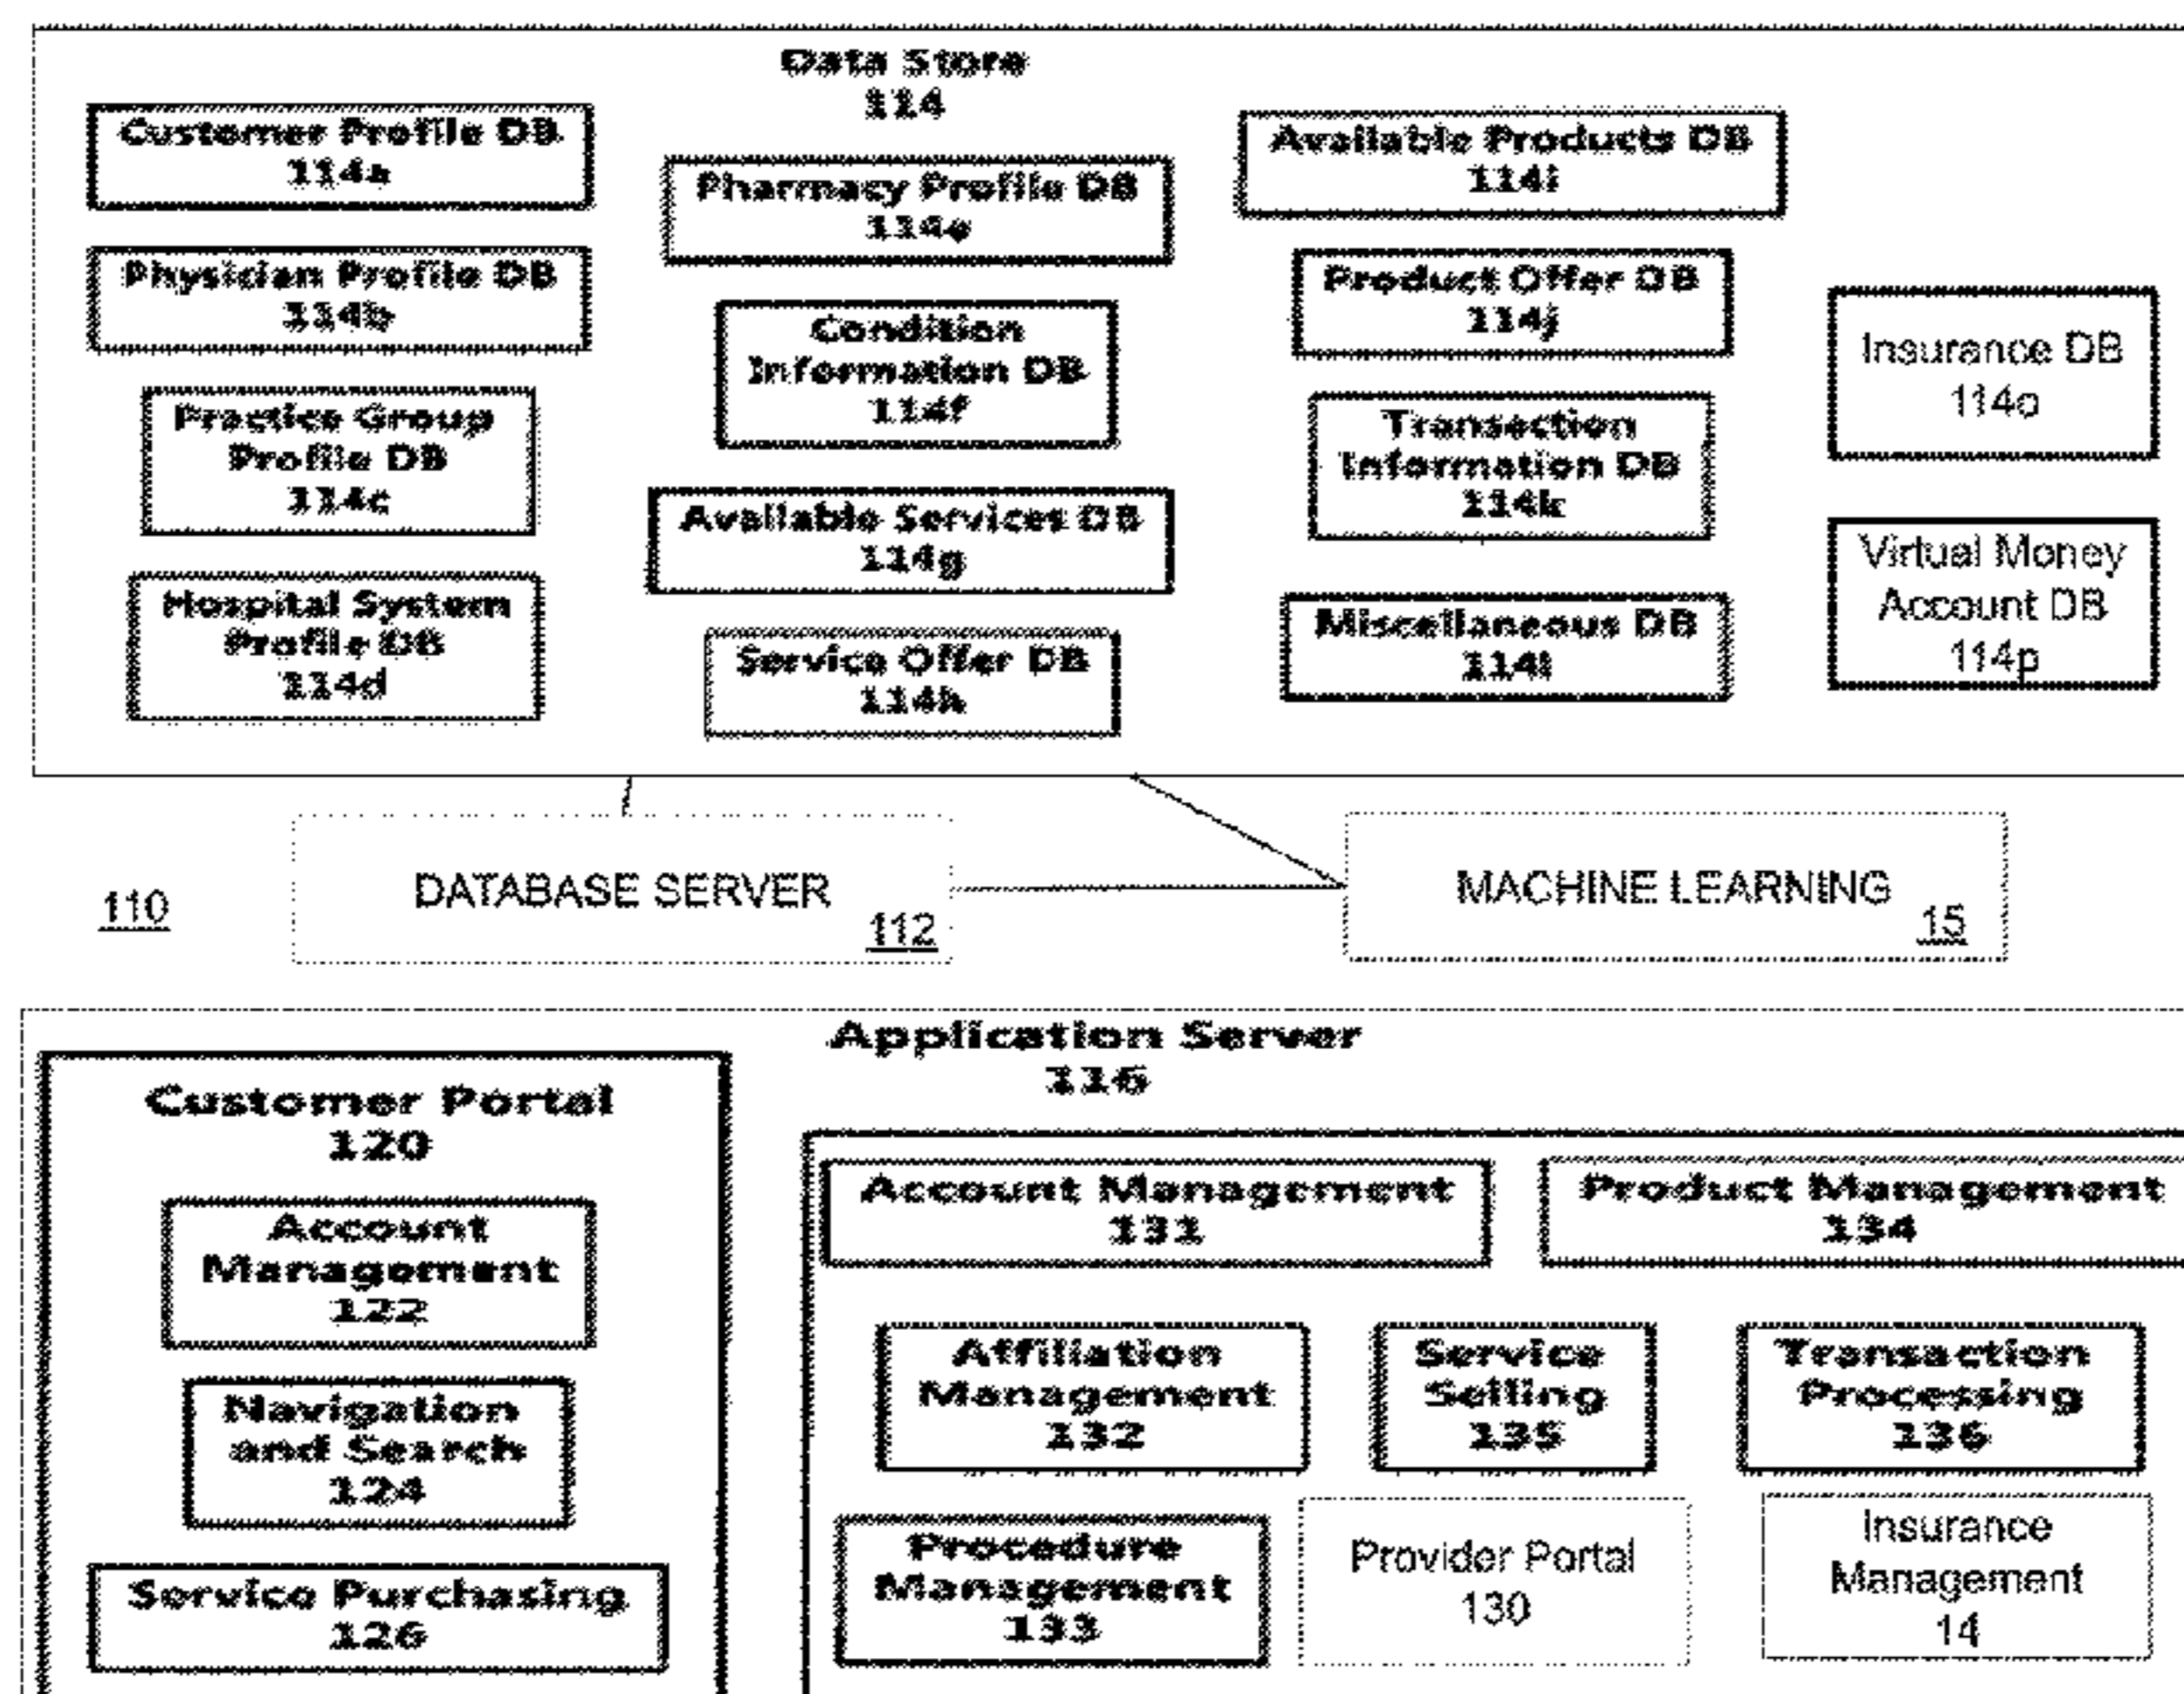 Data Store
114
Customer Profile DB
114a
Physician Profile DB
114b
Practice Group
Profile DB
114c
Hospital System
Profile DB
114d
Pharmacy Profile DB
114e
Condition
Information DB
114f
Available Services DB
114g
Service Offer DB
114h
Available Products DB
114i
Product Offer DB
114j
Transaction
Information DB
114k
Miscellaneous DB
114l
Insurance DB
114o
Virtual Money
Account DB
114p
110
DATABASE SERVER
112
MACHINE LEARNING
15
Application Server
116
Customer Portal
120
Account
Management
122
Navigation
and Search
124
Service Purchasing
126
Account Management
131
Product Management
134
Affiliation
Management
132
Service
Selling
135
Transaction
Processing
136
Procedure
Management
133
Provider Portal
130
Insurance
Management
14